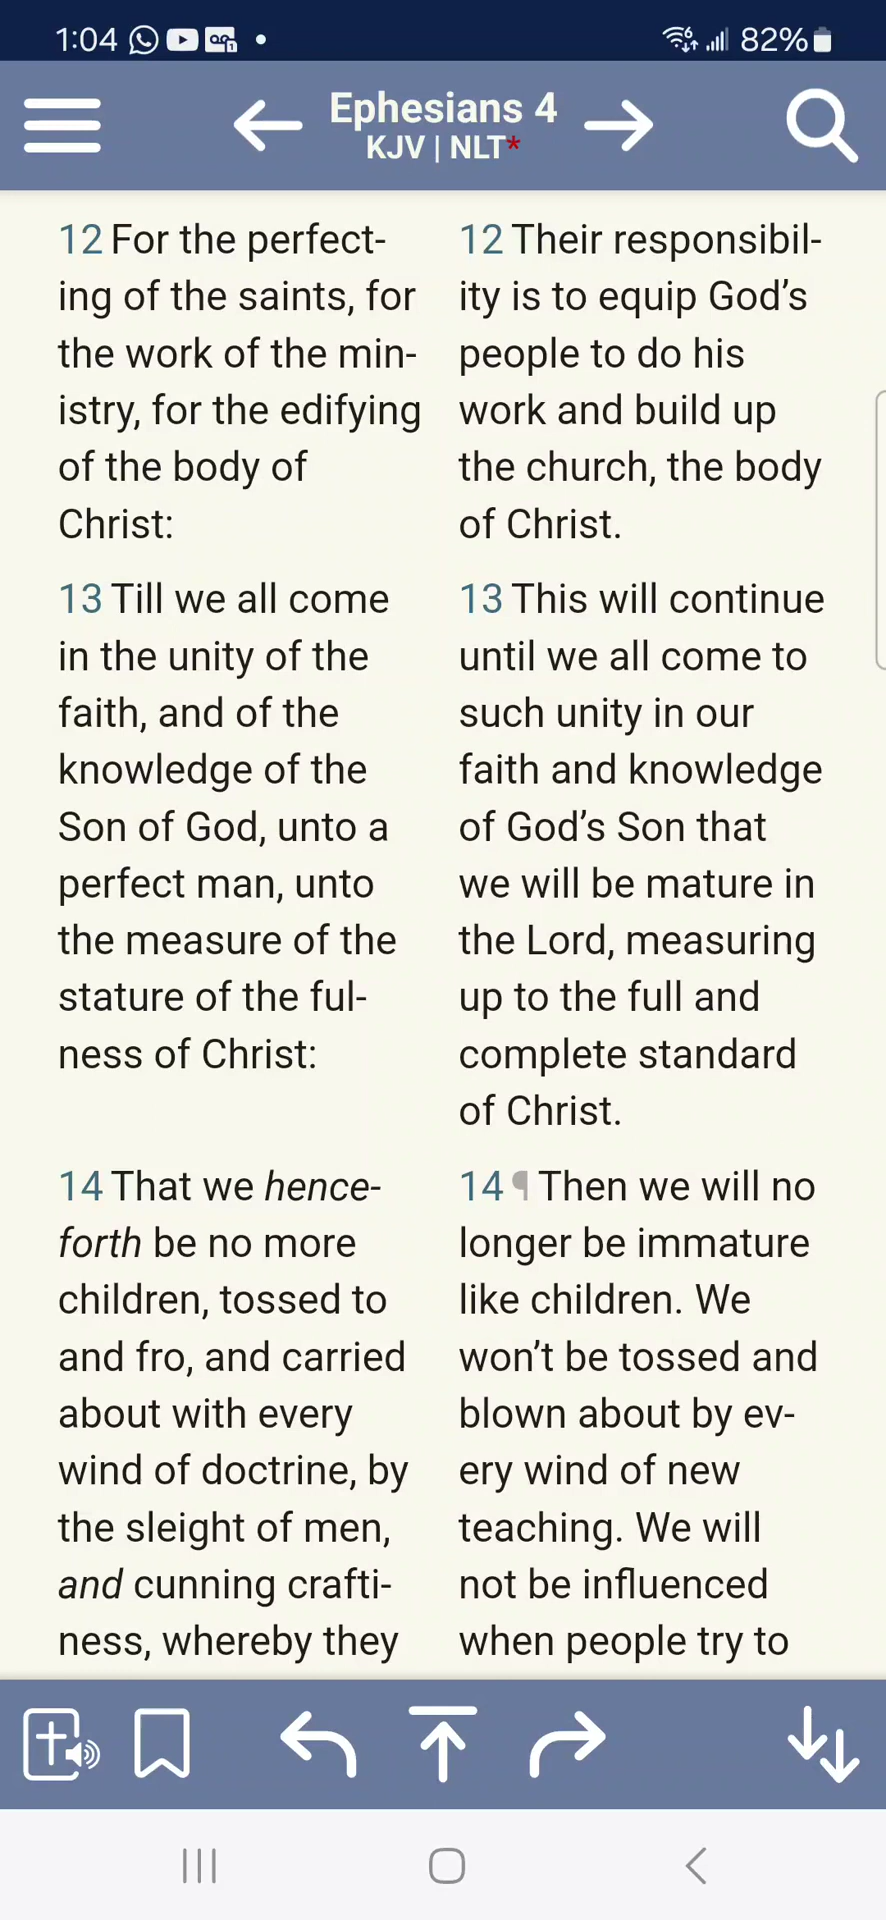 1:04
82%
Ephesians 4
KJV | NLT*
12 For the perfect-
ing of the saints, for
the work of the min-
istry, for the edifying
of the body of
Christ:
13 Till we all come
in the unity of the
faith, and of the
knowledge of the
Son of God, unto a
perfect man, unto
the measure of the
stature of the ful-
ness of Christ:
14 That we hence-
forth be no more
children, tossed to
and fro, and carried
about with every
wind of doctrine, by
the sleight of men,
and cunning crafti-
ness, whereby they
12 Their responsibil-
ity is to equip God’s
people to do his
work and build up
the church, the body
of Christ.
13 This will continue
until we all come to
such unity in our
faith and knowledge
of God’s Son that
we will be mature in
the Lord, measuring
up to the full and
complete standard
of Christ.
14 ¶ Then we will no
longer be immature
like children. We
won’t be tossed and
blown about by ev-
ery wind of new
teaching. We will
not be influenced
when people try to